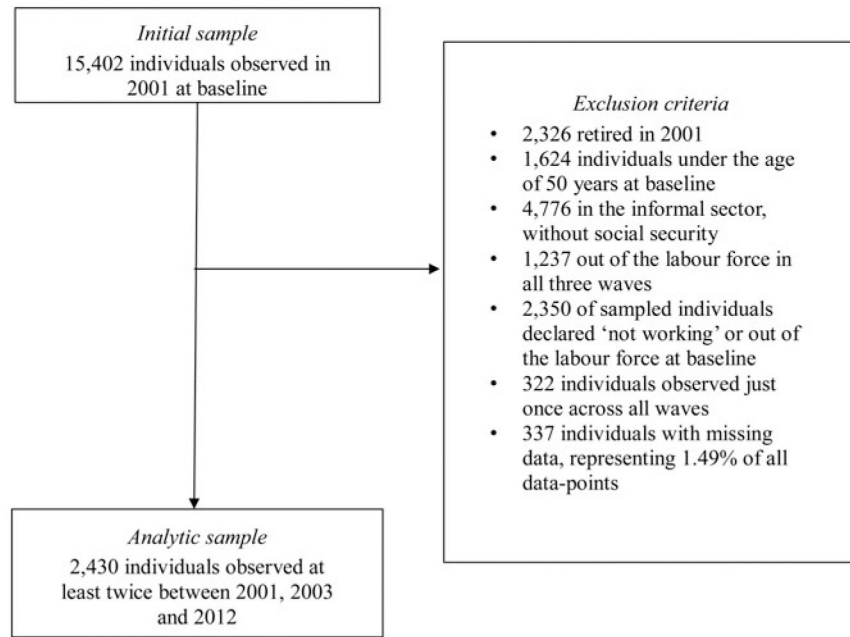 Initial sample
15,402 individuals observed in
2001 at baseline
Exclusion criteria
• 2,326 retired in 2001
• 1,624 individuals under the age
of 50 years at baseline
• 4,776 in the informal sector,
without social security
• 1,237 out of the labour force in
all three waves
• 2,350 of sampled individuals
declared ‘not working’ or out of
the labour force at baseline
• 322 individuals observed just
once across all waves
• 337 individuals with missing
data, representing 1.49% of all
data-points
Analytic sample
2,430 individuals observed at
least twice between 2001, 2003
and 2012